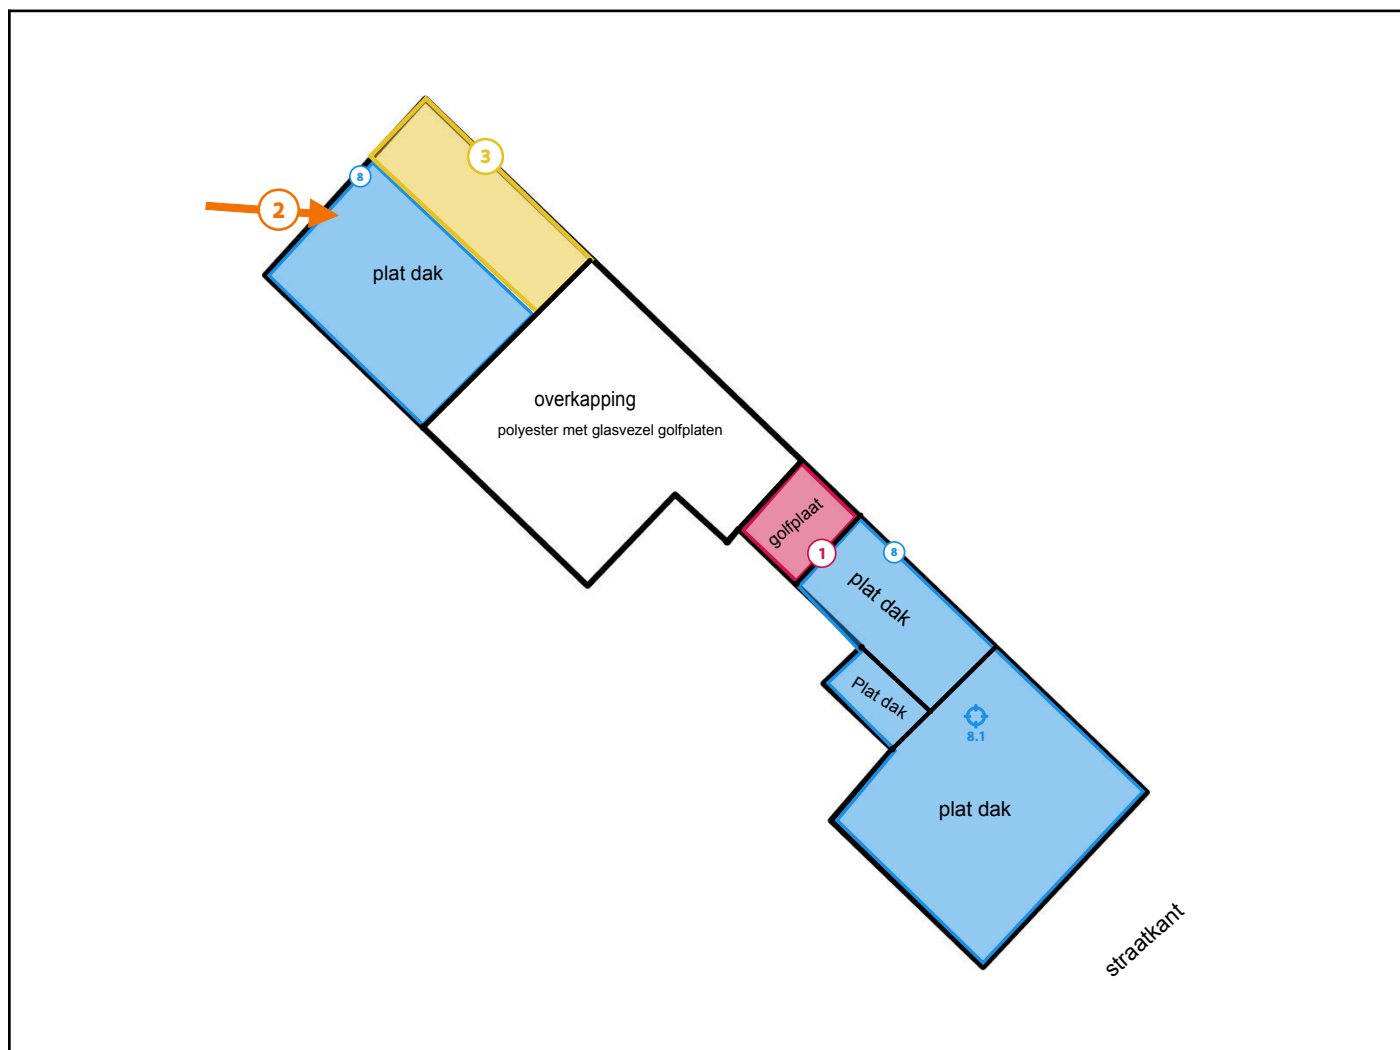 3
8
2
plat dak
overkapping
polyester met glasvezel golfplaten
golfplaat
1
8
plat dak
Plat dak
8.1
plat dak
straatkant